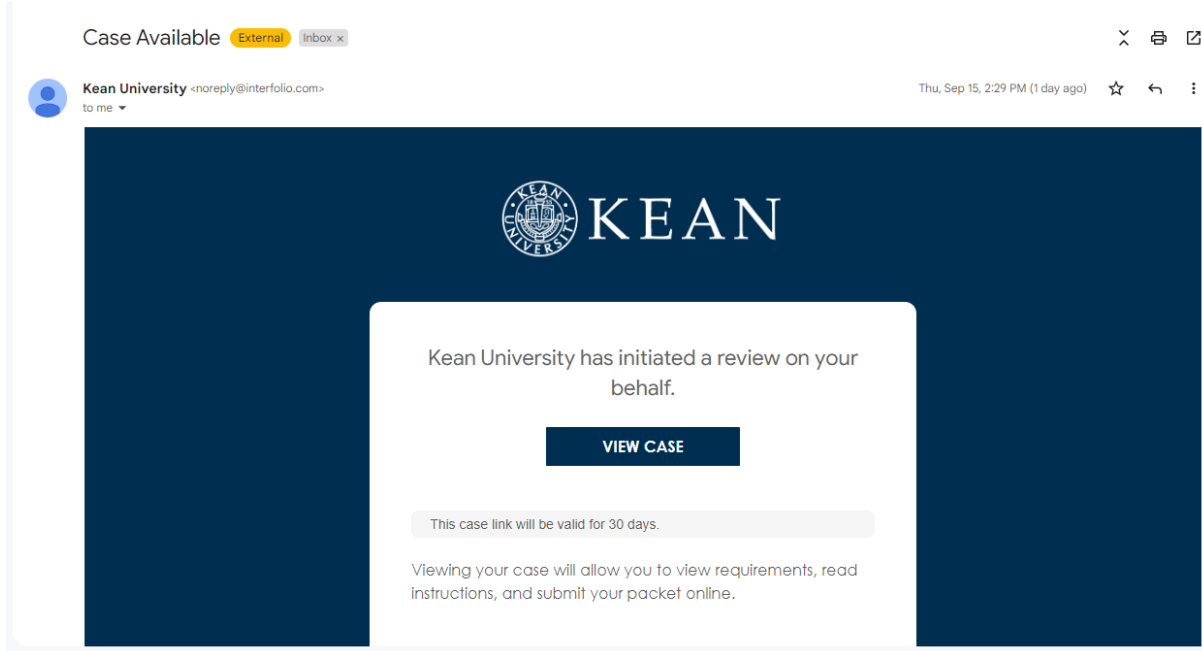 Case Available External Inbox ×
Kean University <noreply@interfolio.com> Thu, Sep 15, 2:29 PM (1 day ago)
to me
KEAN UNIVERSITY
KEAN
Kean University has initiated a review on your
behalf.
VIEW CASE
This case link will be valid for 30 days.
Viewing your case will allow you to view requirements, read
instructions, and submit your packet online.